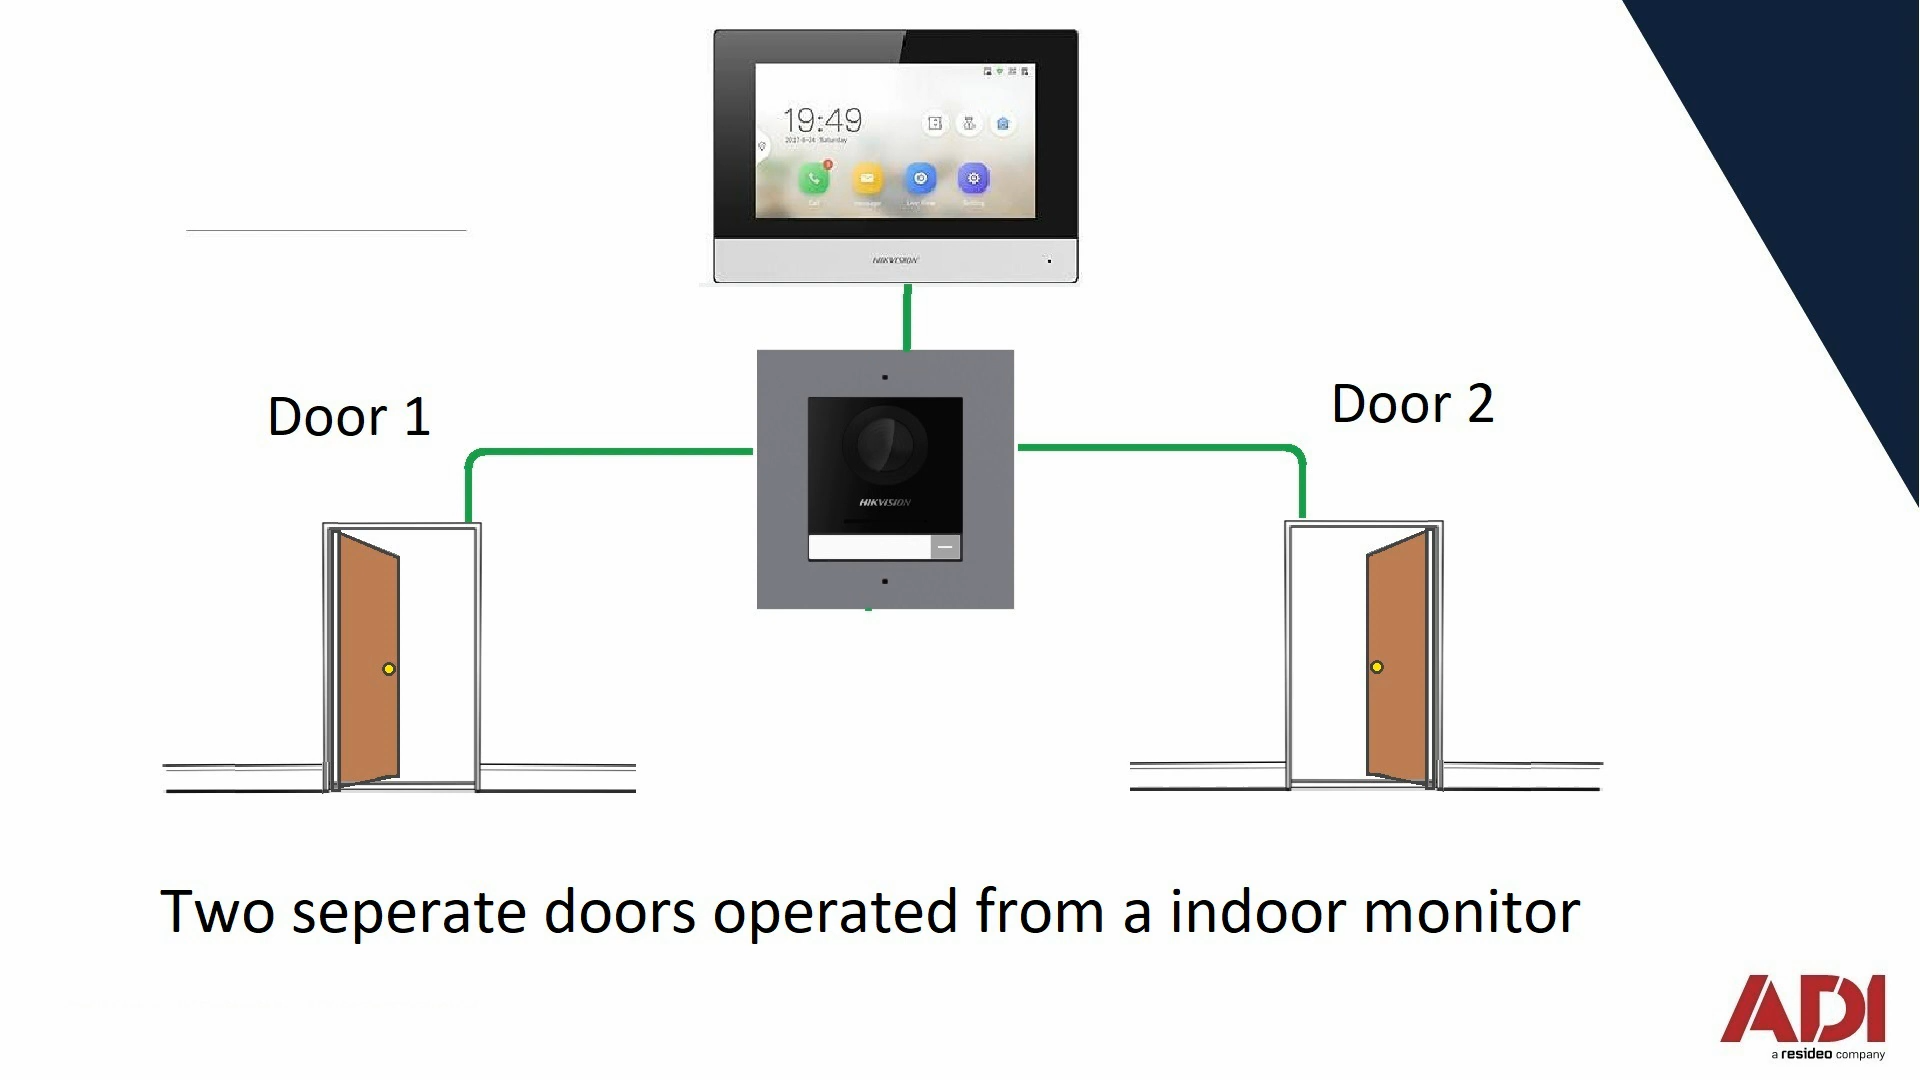 19:49
HIKVISION
Door 1
Door 2
HIKVISION
Two seperate doors operated from a indoor monitor
ADI
a resideo company